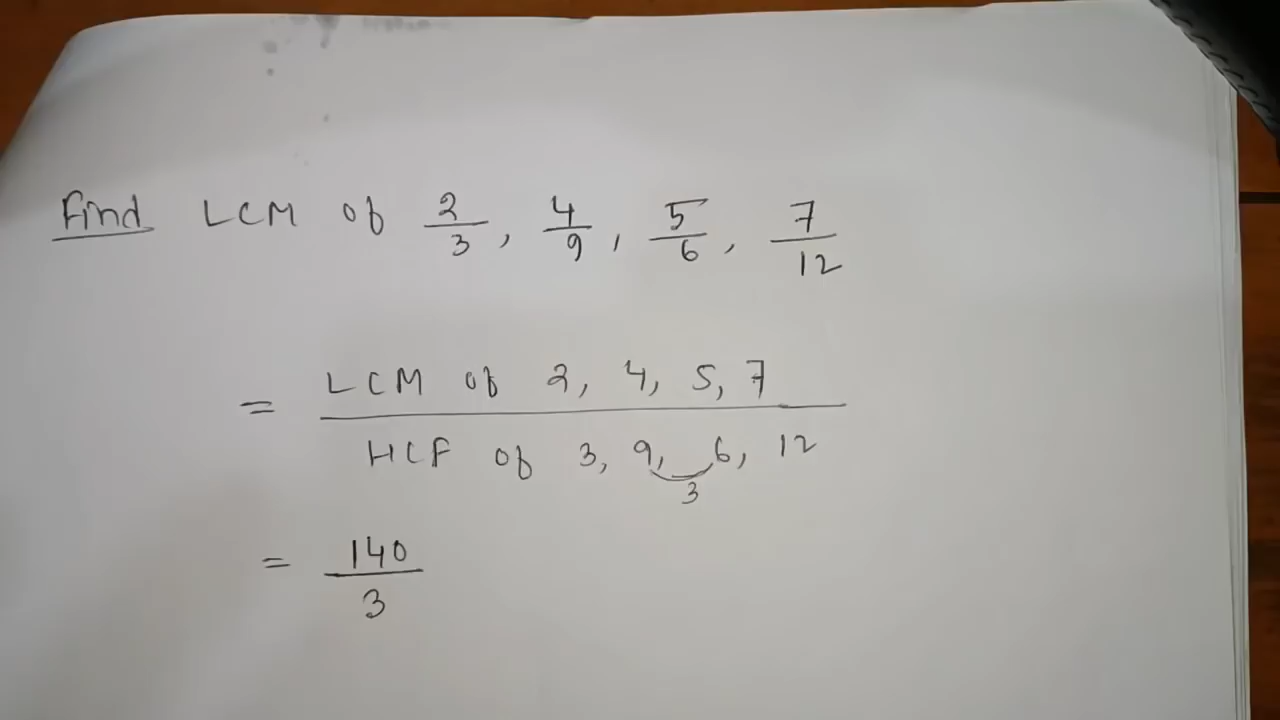 Find LCM of 2/3, 4/9, 5/6, 7/12
= LCM of 2, 4, 5, 7
HCF of 3, 9, 6, 12
3
= 140/3